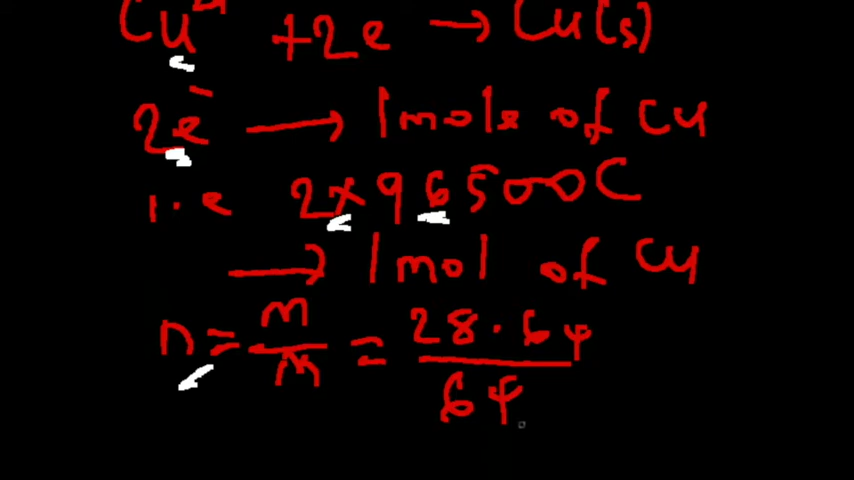 Cu²⁺ +2e → Cu(s)
2e⁻ → 1mole of Cu
i.e 2×96500C
→ 1mol of Cu
n = m/M = 28.64/64